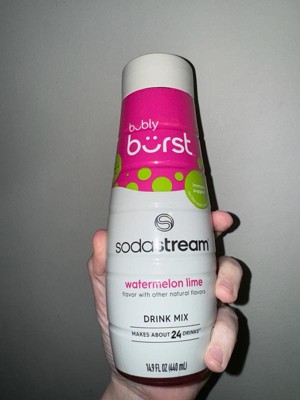 bubly
bürst
sodastream
watermelon lime
flavor with other natural flavors
DRINK MIX
MAKES ABOUT 24 DRINKS*
14.9 FL OZ (440 mL)